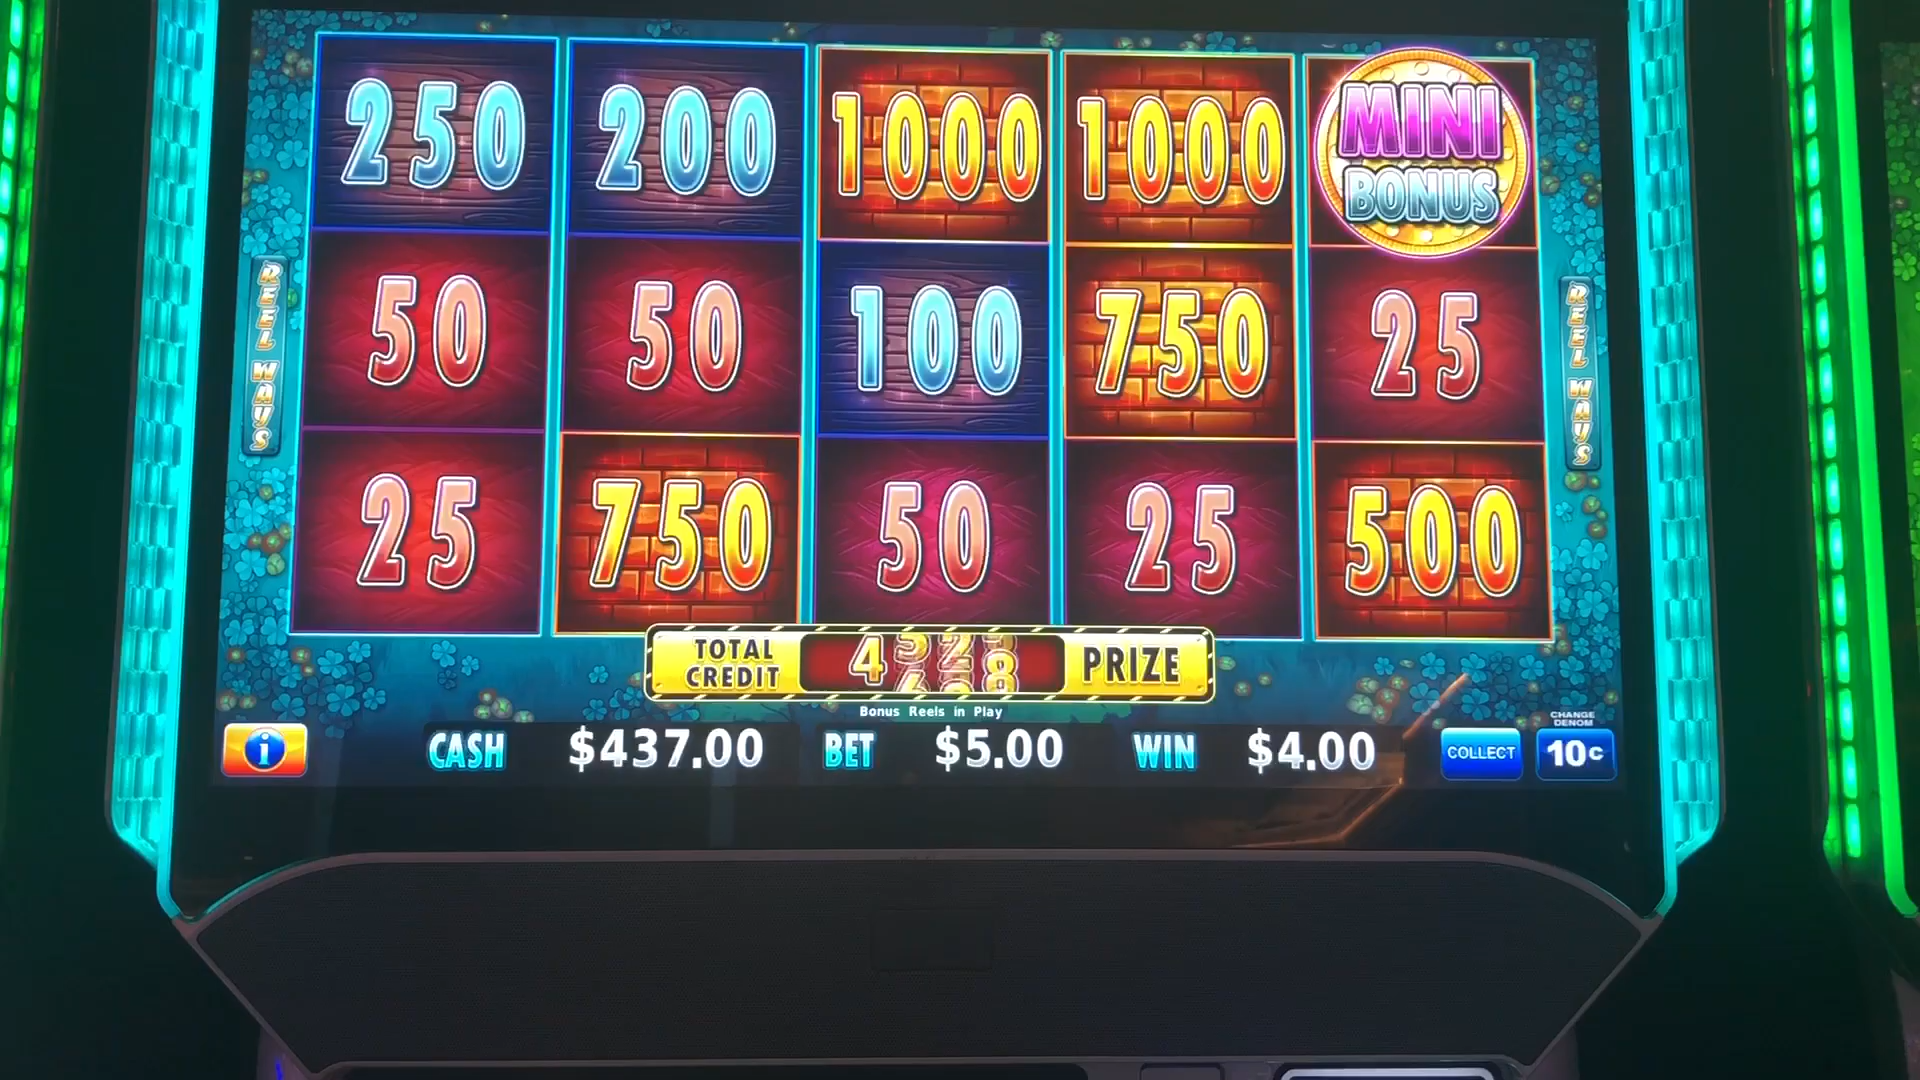 250 200 1000 1000 MINI
BONUS
50 50 100 750 25
25 750 50 25 500
REEL WAYS
REEL WAYS
TOTAL
CREDIT
PRIZE
Bonus Reels in Play
CASH $437.00 BET $5.00 WIN $4.00 COLLECT
CHANGE
DENOM
10¢